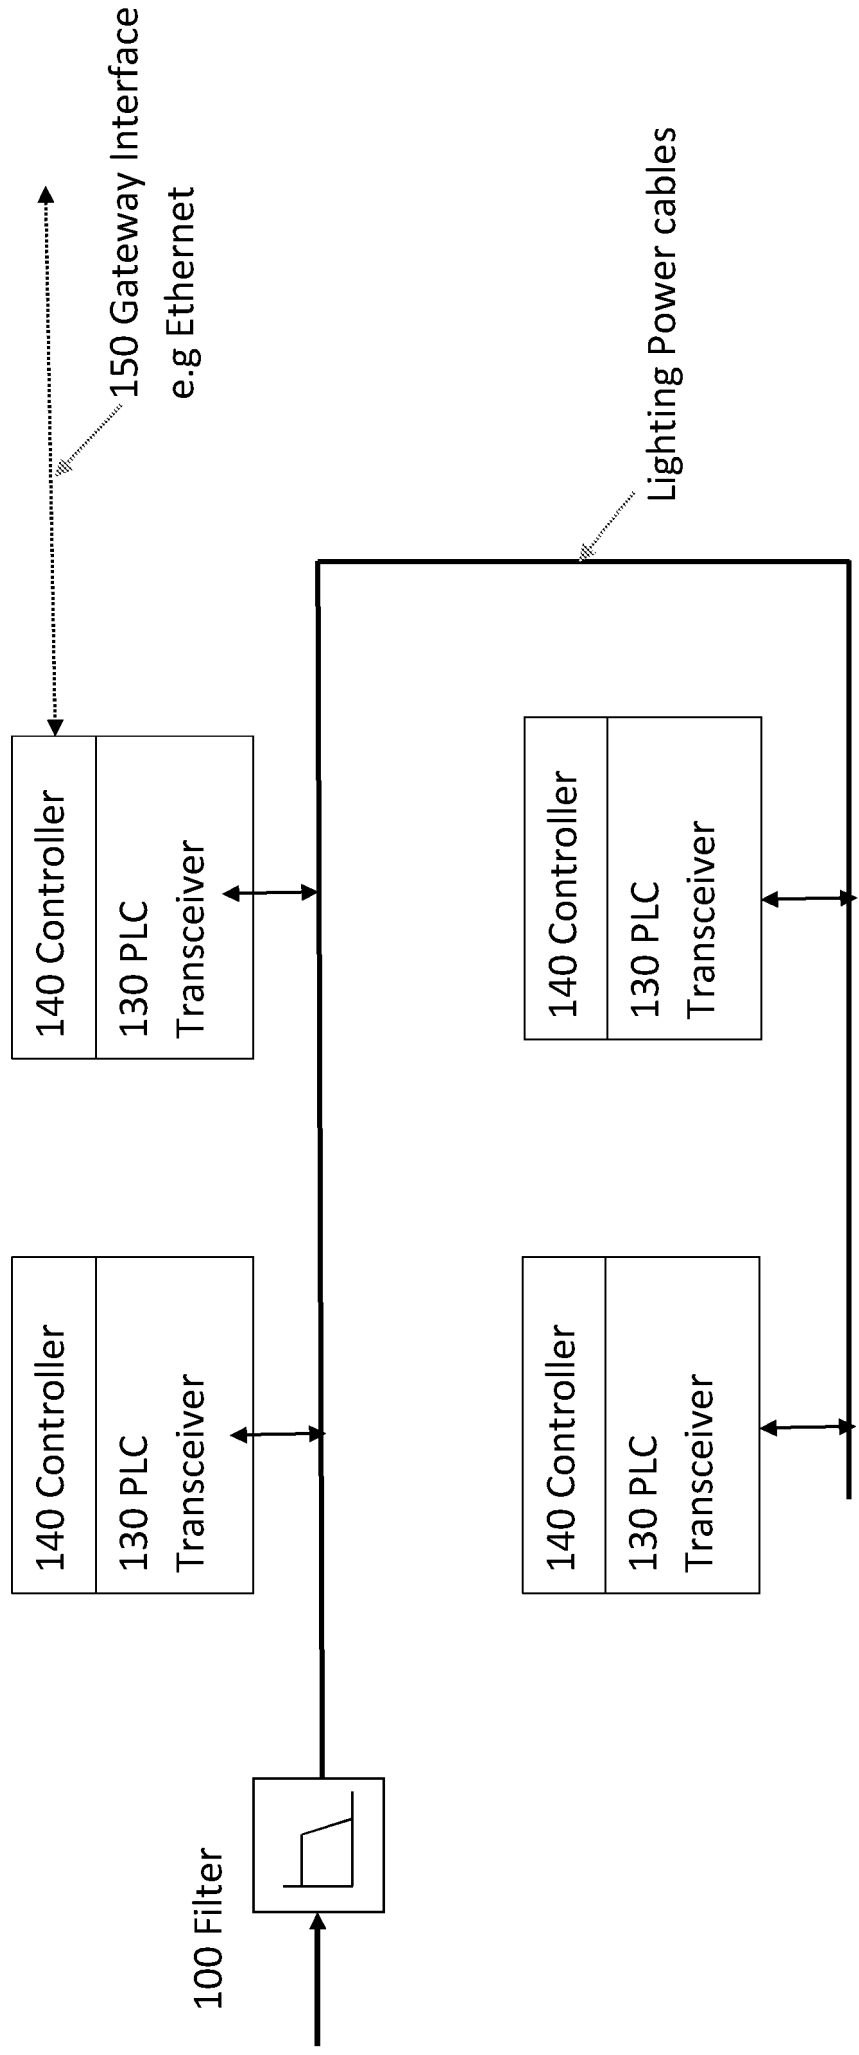 140 Controller
130 PLC
Transceiver
140 Controller
130 PLC
Transceiver
150 Gateway Interface
e.g Ethernet
100 Filter
140 Controller
130 PLC
Transceiver
140 Controller
130 PLC
Transceiver
Lighting Power cables